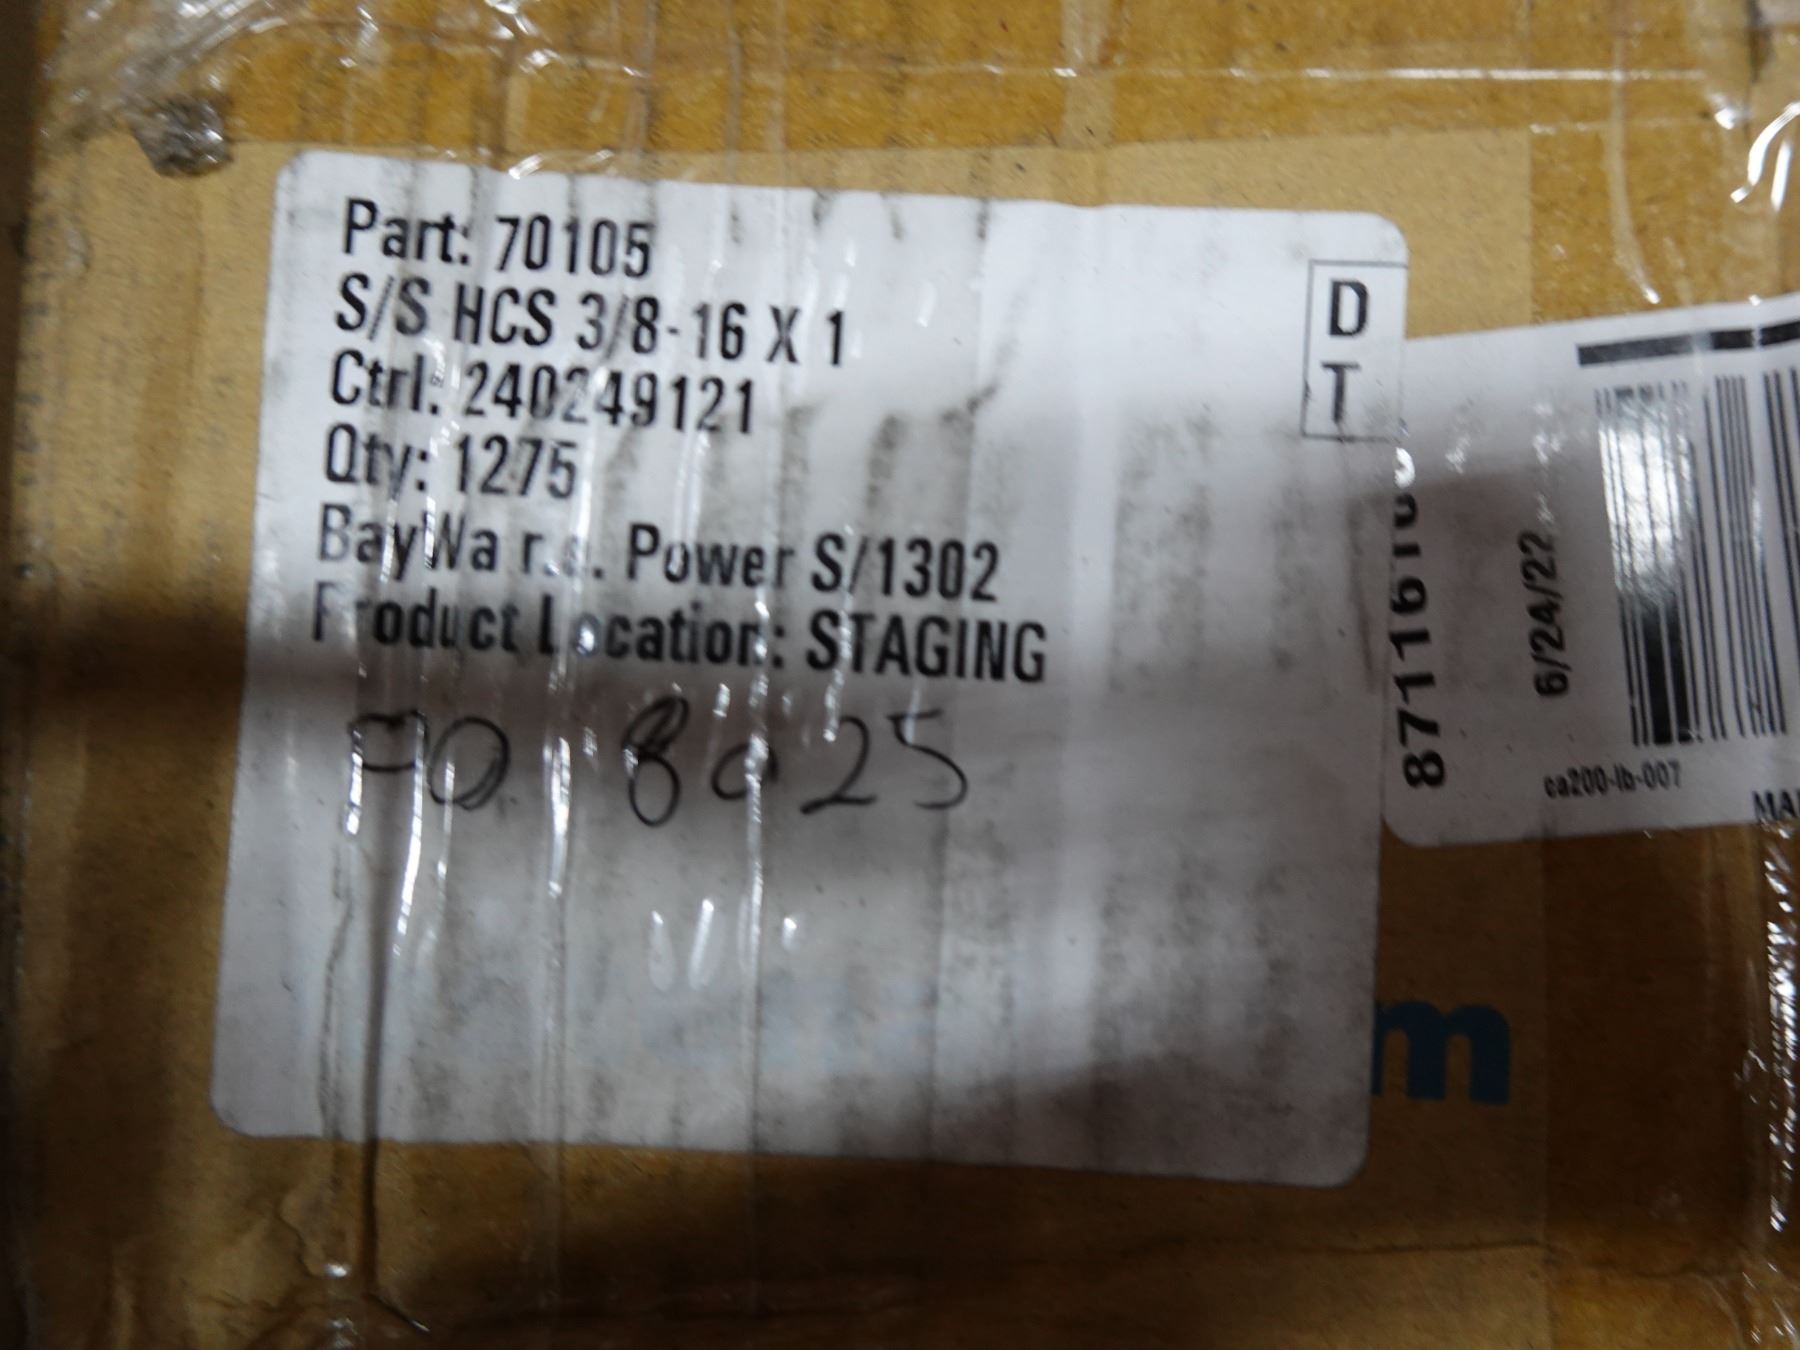 Part: 70105
S/S HCS 3/8-16 X 1
Ctrl: 240249121
Qty: 1275
BayWa r.e. Power S/1302
Product Location: STAGING
PO 8025
D
T
6/24/22
ca200-lb-007
m